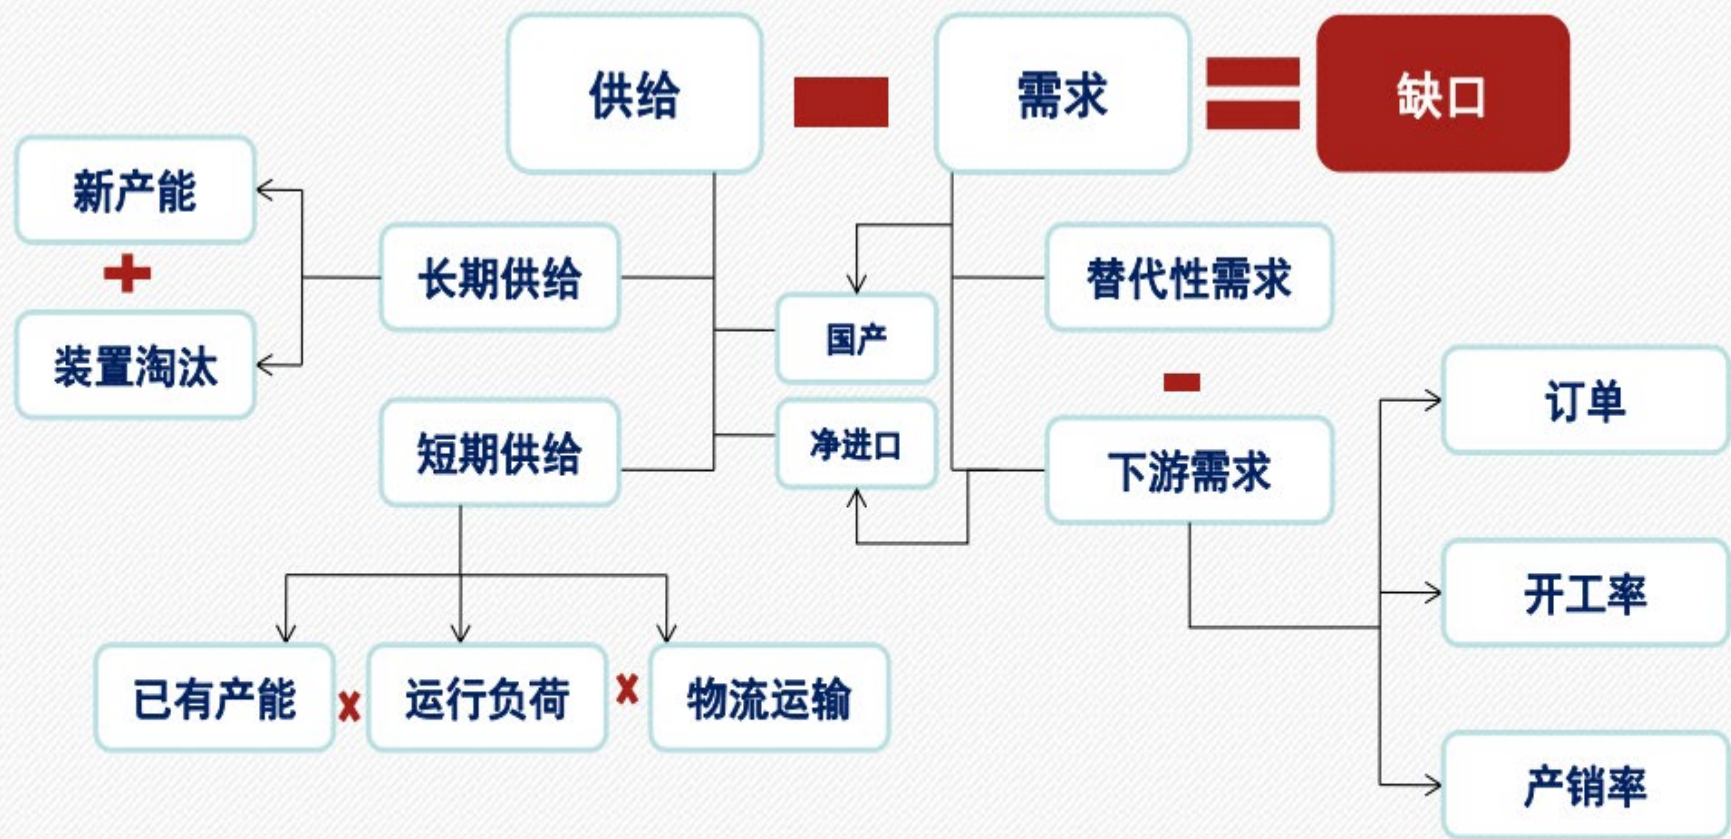 供给
需求
缺口
新产能
长期供给
替代性需求
国产
装置淘汰
订单
短期供给
净进口
下游需求
开工率
已有产能
运行负荷
物流运输
产销率